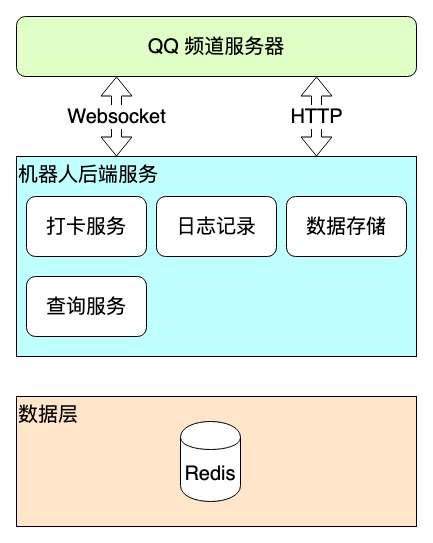 QQ 频道服务器
Websocket
HTTP
机器人后端服务
打卡服务
日志记录
数据存储
查询服务
数据层
Redis